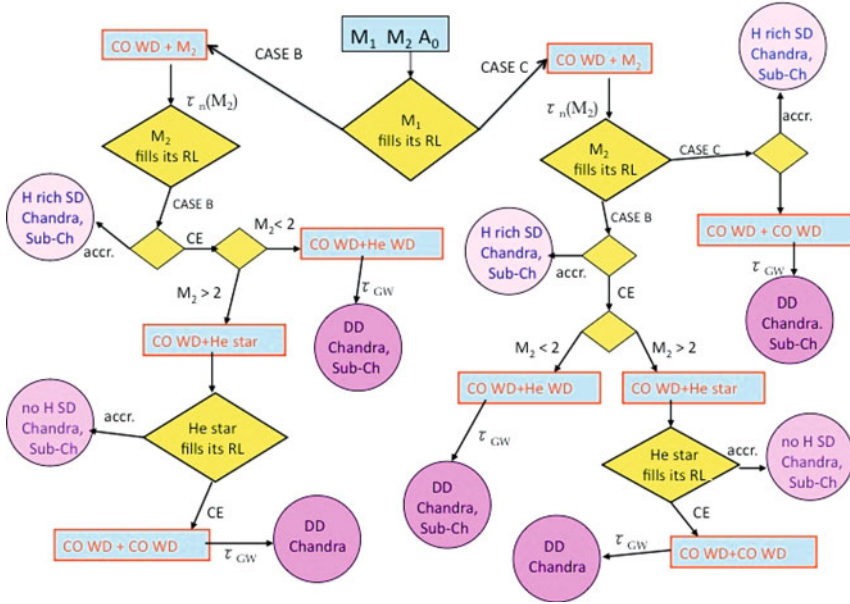 M₁ M₂ A₀
CASE B
CASE C
M₁
fills its RL
CO WD + M₂
τₙ(M₂)
M₂
fills its RL
CASE B
H rich SD
Chandra,
Sub-Ch
accr.
CE
M₂< 2
CO WD+He WD
τ GW
DD
Chandra,
Sub-Ch
M₂ > 2
CO WD+He star
He star
fills its RL
accr.
no H SD
Chandra,
Sub-Ch
CE
CO WD + CO WD
τ GW
DD
Chandra
CO WD + M₂
τ n(M₂)
M₂
fills its RL
CASE C
H rich SD
Chandra,
Sub-Ch
accr.
CO WD + CO WD
τ GW
DD
Chandra.
Sub-Ch
CASE B
H rich SD
Chandra,
Sub-Ch
accr.
CE
M₂ < 2
M₂ > 2
CO WD+He WD
CO WD+He star
τ GW
DD
Chandra,
Sub-Ch
He star
fills its RL
accr.
no H SD
Chandra,
Sub-Ch
CE
CO WD+CO WD
τ GW
DD
Chandra